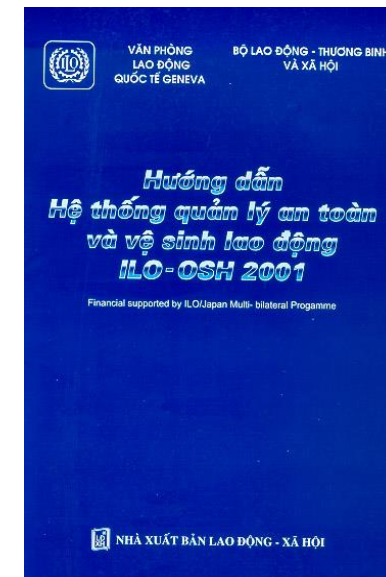 ILO
VĂN PHÒNG
LAO ĐỘNG
QUỐC TẾ GENEVA
BỘ LAO ĐỘNG - THƯƠNG BINH
VÀ XÃ HỘI
Hướng dẫn
Hệ thống quản lý an toàn
và vệ sinh lao động
ILO-OSH 2001
Financial supported by ILO/Japan Multi- bilateral Progamme
NHÀ XUẤT BẢN LAO ĐỘNG - XÃ HỘI